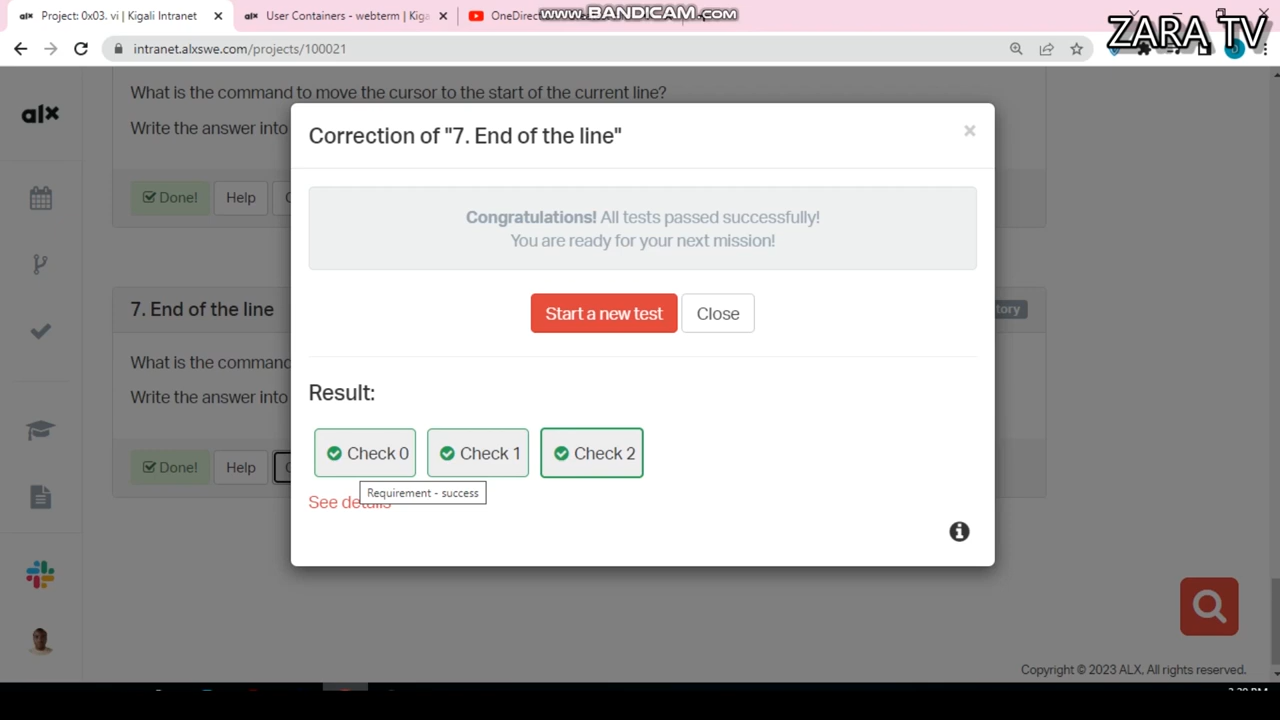 Project: 0x03. vi | Kigali Intranet
User Containers - webterm | Kiga
OneDirec
www.BANDICAM.com
ZARA TV
intranet.alxswe.com/projects/100021
alx
What is the command to move the cursor to the start of the current line?
Write the answer into
Done!
Help
7. End of the line
tory
What is the command
Write the answer into
Done!
Help
Correction of "7. End of the line"
×
Congratulations! All tests passed successfully!
You are ready for your next mission!
Start a new test
Close
Result:
Check 0
Check 1
Check 2
Requirement - success
See details
Copyright © 2023 ALX, All rights reserved.